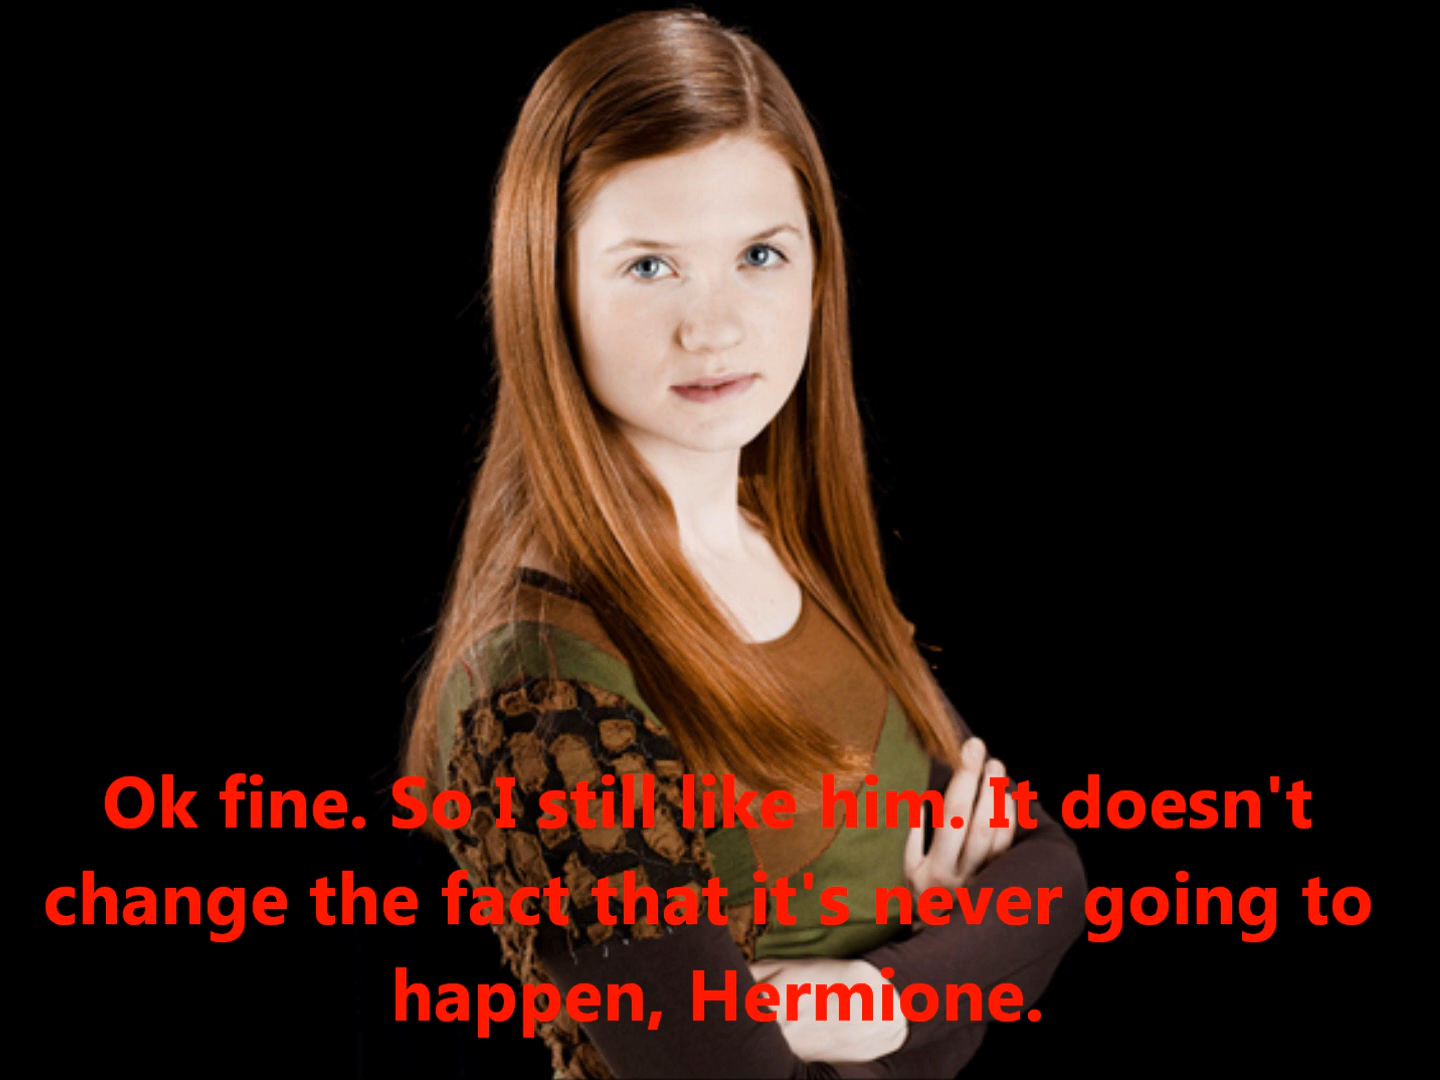 Ok fine. So I still like him. It doesn't
change the fact that it's never going to
happen, Hermione.